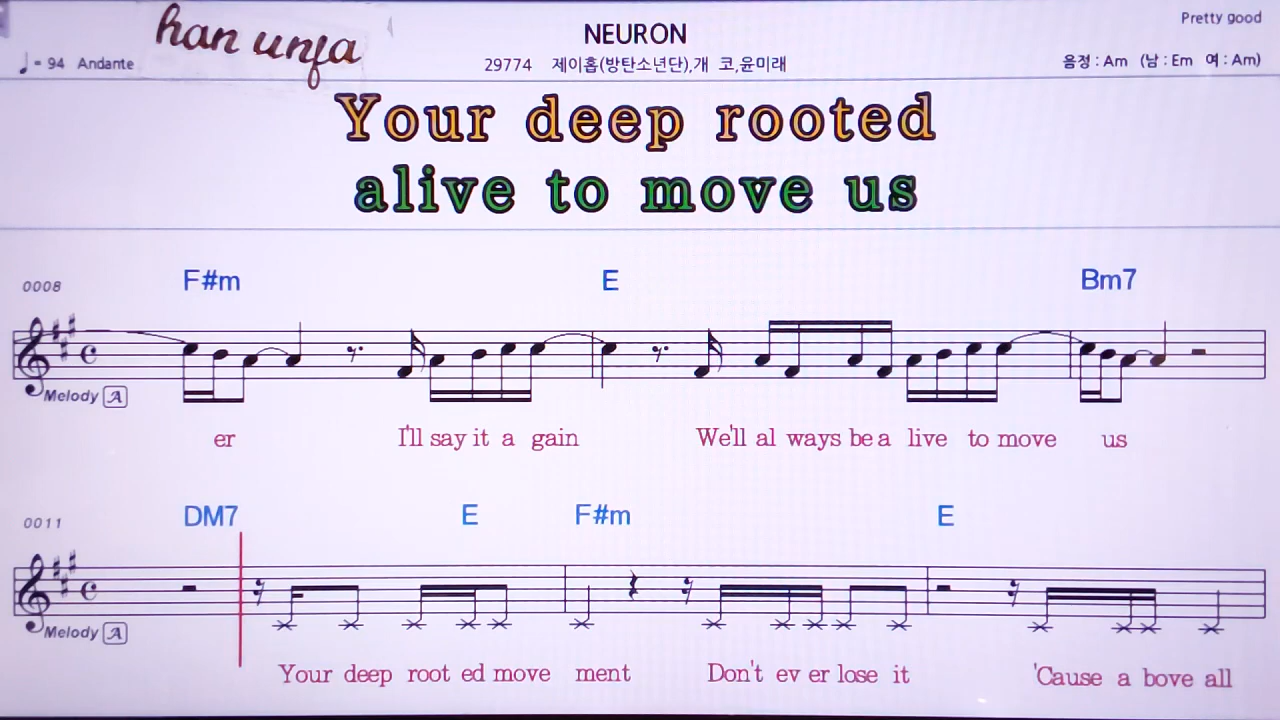 han unfa
NEURON
Pretty good
♩= 94 Andante
29774 제이홉(방탄소년단),개 코,윤미래
음정 : Am (남 : Em 여 : Am)
Your deep rooted
alive to move us
0008 F#m E Bm7
Melody A
er I'll say it a gain We'll al ways be a live to move us
0011 DM7 E F#m E
Melody A
Your deep root ed move ment Don't ev er lose it 'Cause a bove all